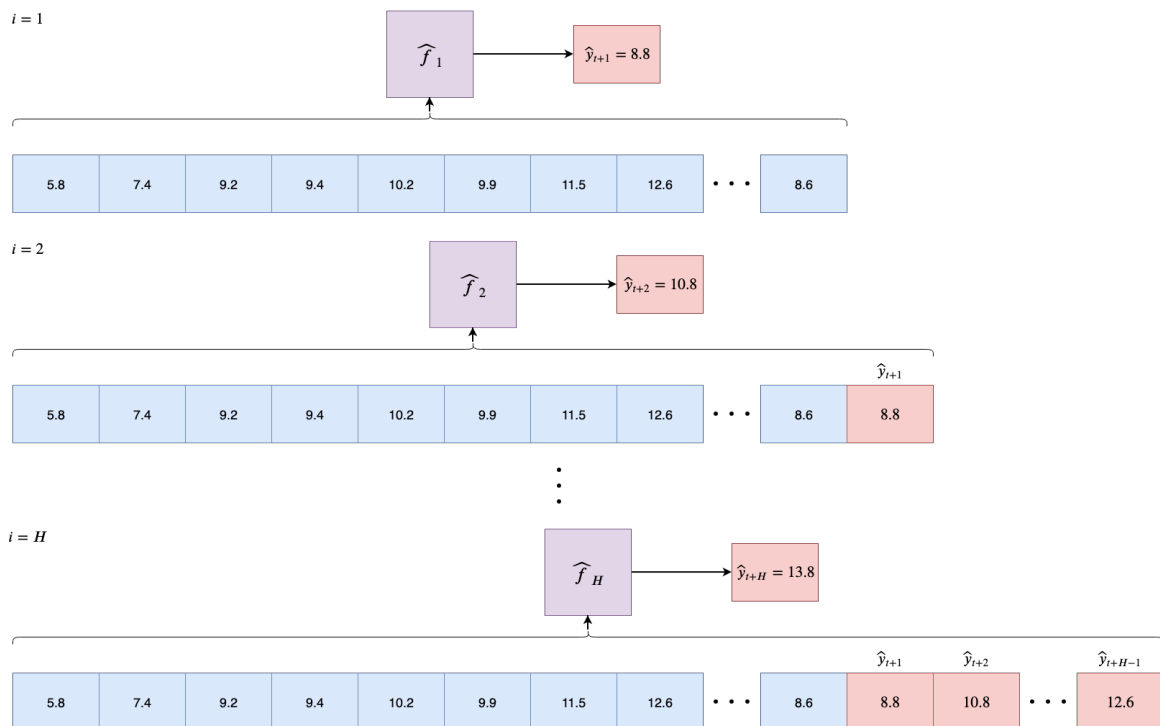 i = 1
f̂ 1
ŷt+1 = 8.8
5.8 7.4 9.2 9.4 10.2 9.9 11.5 12.6 • • • 8.6
i = 2
f̂ 2
ŷt+2 = 10.8
ŷt+1
5.8 7.4 9.2 9.4 10.2 9.9 11.5 12.6 • • • 8.6 8.8
i = H
f̂ H
ŷt+H = 13.8
ŷt+1 ŷt+2 ŷt+H−1
5.8 7.4 9.2 9.4 10.2 9.9 11.5 12.6 • • • 8.6 8.8 10.8 • • • 12.6